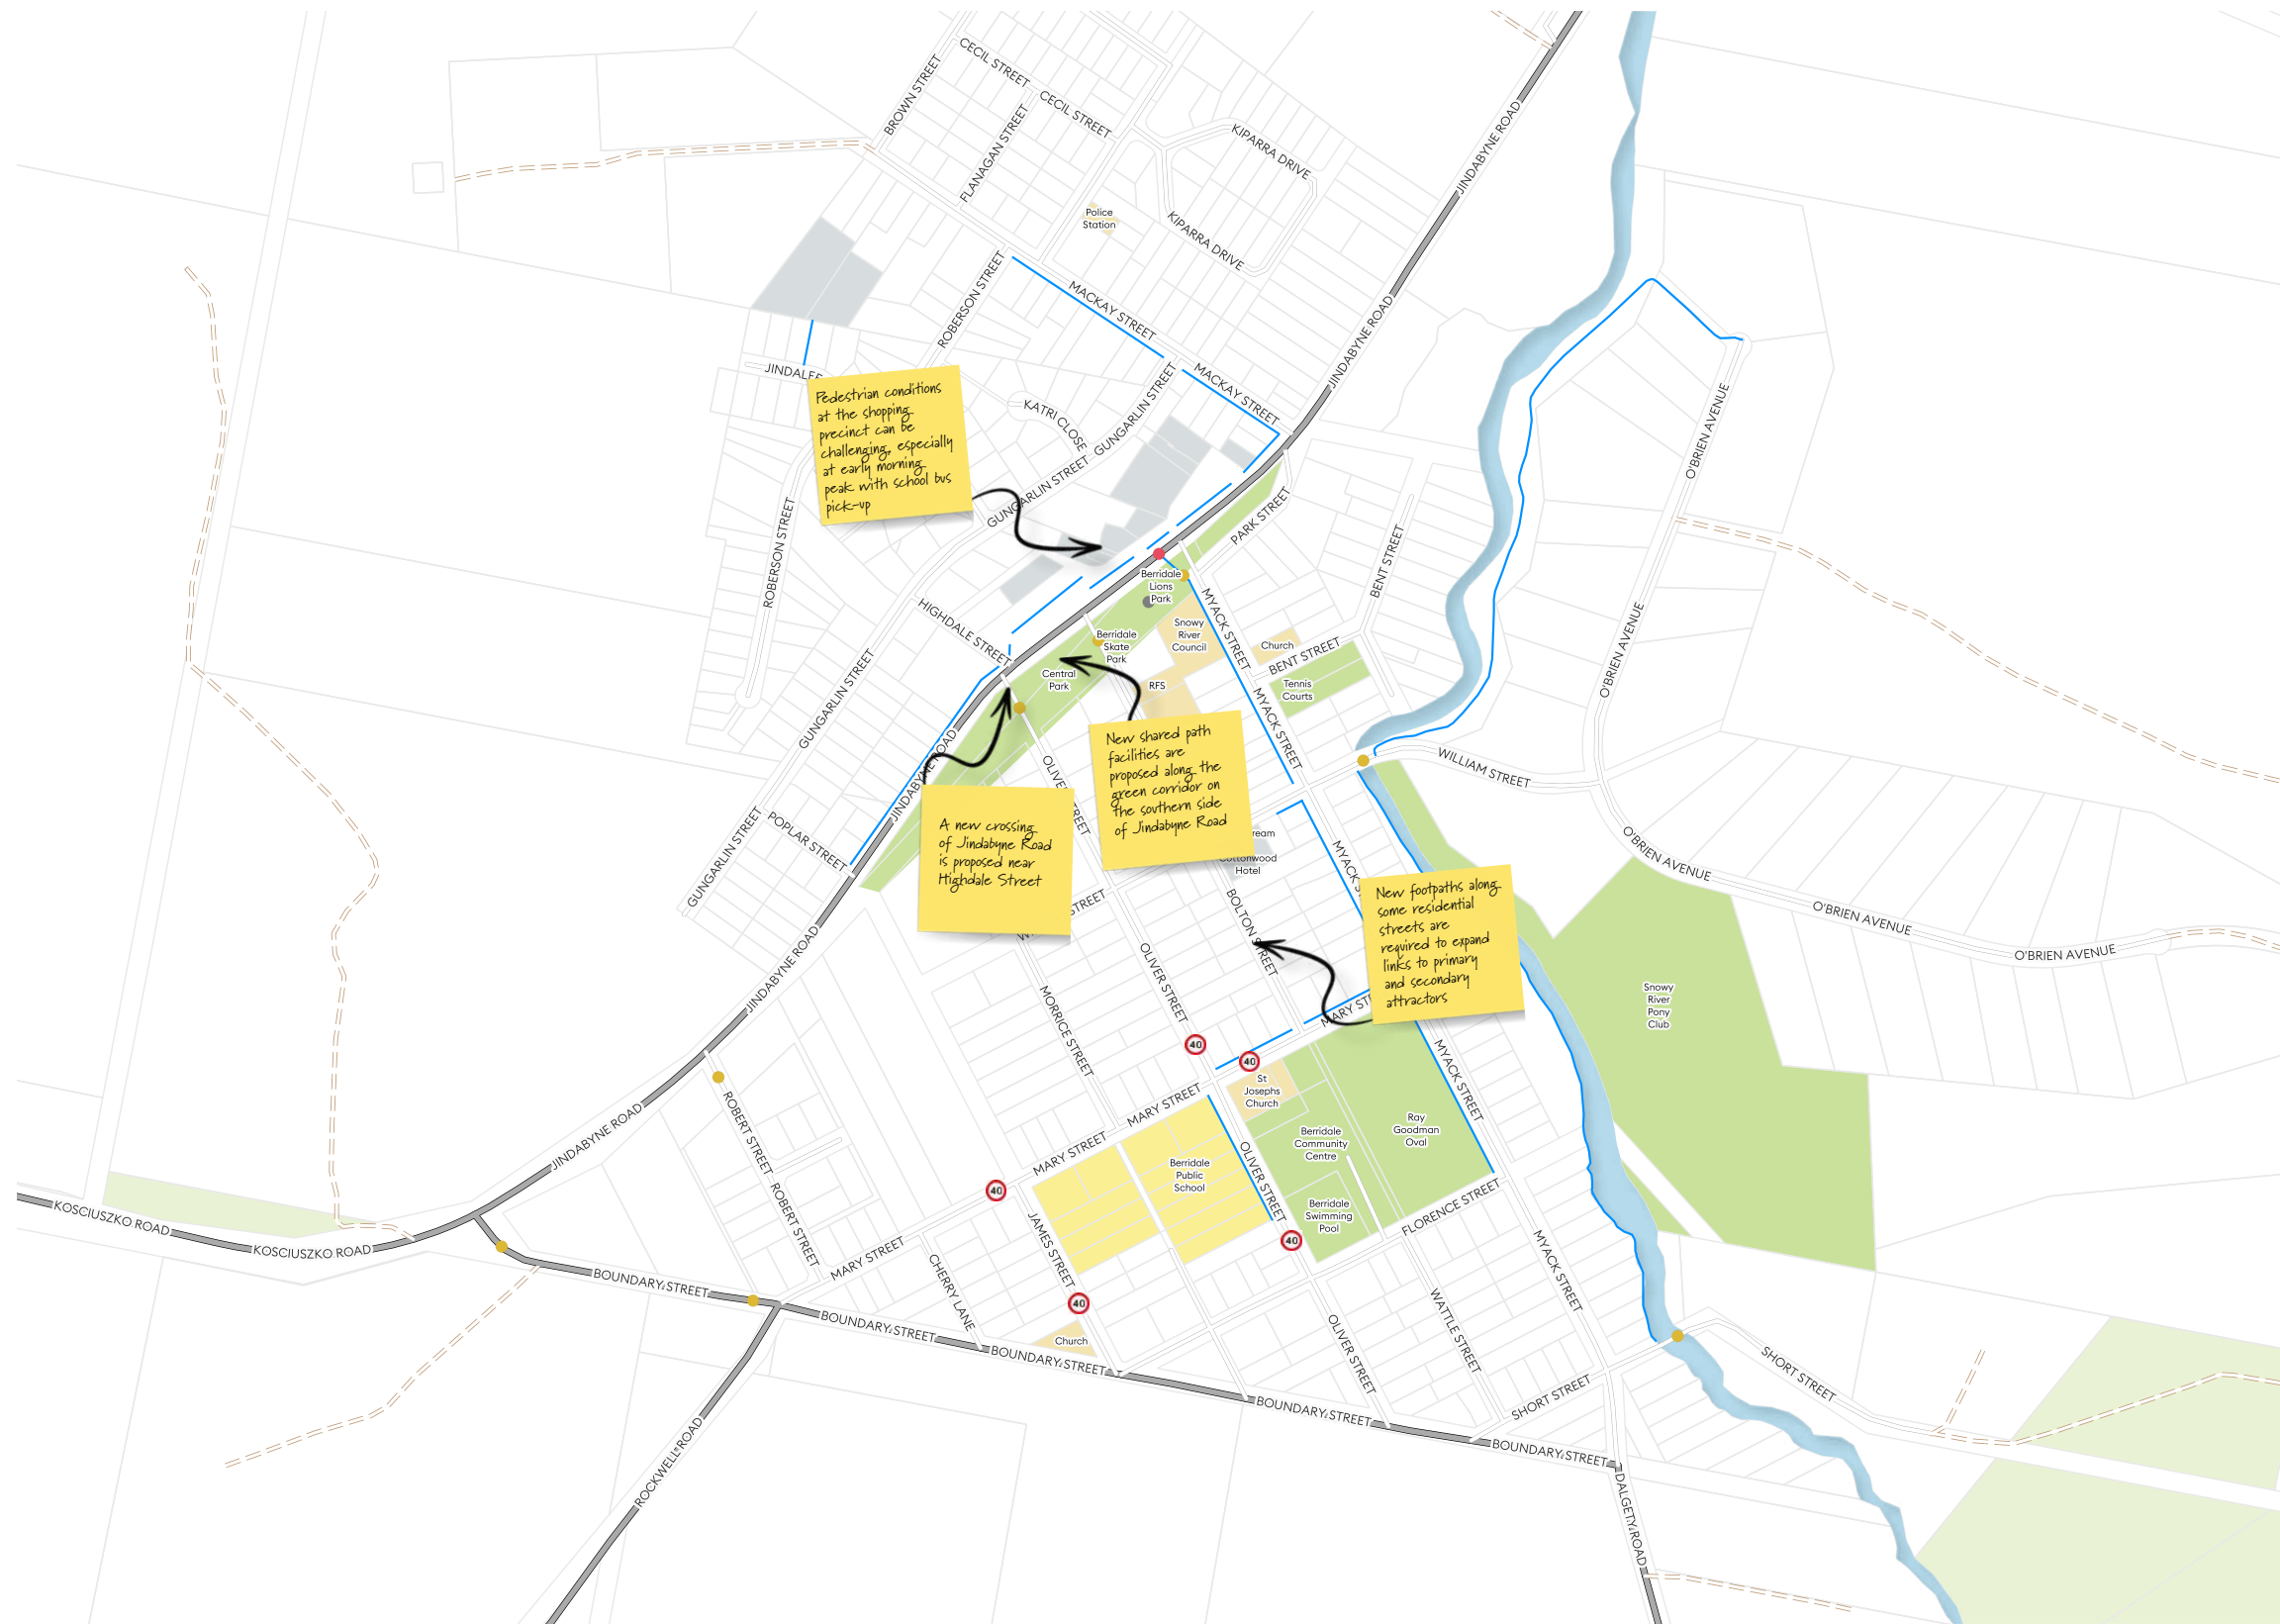 CECIL STREET
CECIL STREET
BROWN STREET
FLANAGAN STREET
KIPARRA DRIVE
KIPARRA DRIVE
JINDABYNE ROAD
Police
Station
ROBERSON STREET
MACKAY STREET
MACKAY STREET
JINDABYNE ROAD
JINDALEE
KATRI CLOSE
GUNGARLIN STREET
GUNGARLIN STREET
Pedestrian conditions
at the shopping
precinct can be
challenging, especially
at early morning
peak with school bus
pick-up
ROBERSON STREET
PARK STREET
BENT STREET
O'BRIEN AVENUE
Berridale
Lions
Park
HIGHDALE STREET
MYACK STREET
Snowy
River
Council
Berridale
Skate
Park
Church
BENT STREET
Central
Park
RFS
Tennis
Courts
MYACK STREET
O'BRIEN AVENUE
GUNGARLIN STREET
JINDABYNE ROAD
OLIVER STREET
New shared path
facilities are
proposed along the
green corridor on
the southern side
of Jindabyne Road
WILLIAM STREET
A new crossing
of Jindabyne Road
is proposed near
Highdale Street
GUNGARLIN STREET
POPLAR STREET
ream
Cottonwood
Hotel
MYACK S
O'BRIEN AVENUE
O'BRIEN AVENUE
O'BRIEN AVENUE
New footpaths along
some residential
streets are
required to expand
links to primary
and secondary
attractors
W
STREET
BOLTON STREET
OLIVER STREET
MORRICE STREET
JINDABYNE ROAD
MARY STR
Snowy
River
Pony
Club
40
40
St
Josephs
Church
MYACK STREET
Ray
Goodman
Oval
Berridale
Community
Centre
MARY STREET
MARY STREET
Berridale
Public
School
OLIVER STREET
Berridale
Swimming
Pool
FLORENCE STREET
JINDABYNE ROAD
ROBERT STREET
ROBERT STREET
40
40
KOSCIUSZKO ROAD
KOSCIUSZKO ROAD
MARY STREET
JAMES STREET
CHERRY LANE
40
Church
MYACK STREET
WATTLE STREET
OLIVER STREET
BOUNDARY STREET
BOUNDARY STREET
BOUNDARY STREET
BOUNDARY STREET
BOUNDARY STREET
SHORT STREET
SHORT STREET
ROCKWELL ROAD
DALGETY ROAD